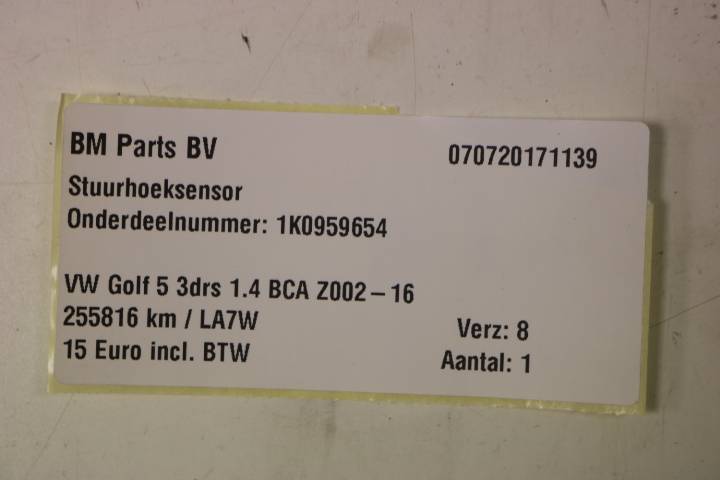 BM Parts BV 070720171139
Stuurhoeksensor
Onderdeelnummer: 1K0959654
VW Golf 5 3drs 1.4 BCA Z002-16
255816 km / LA7W Verz: 8
15 Euro incl. BTW Aantal: 1